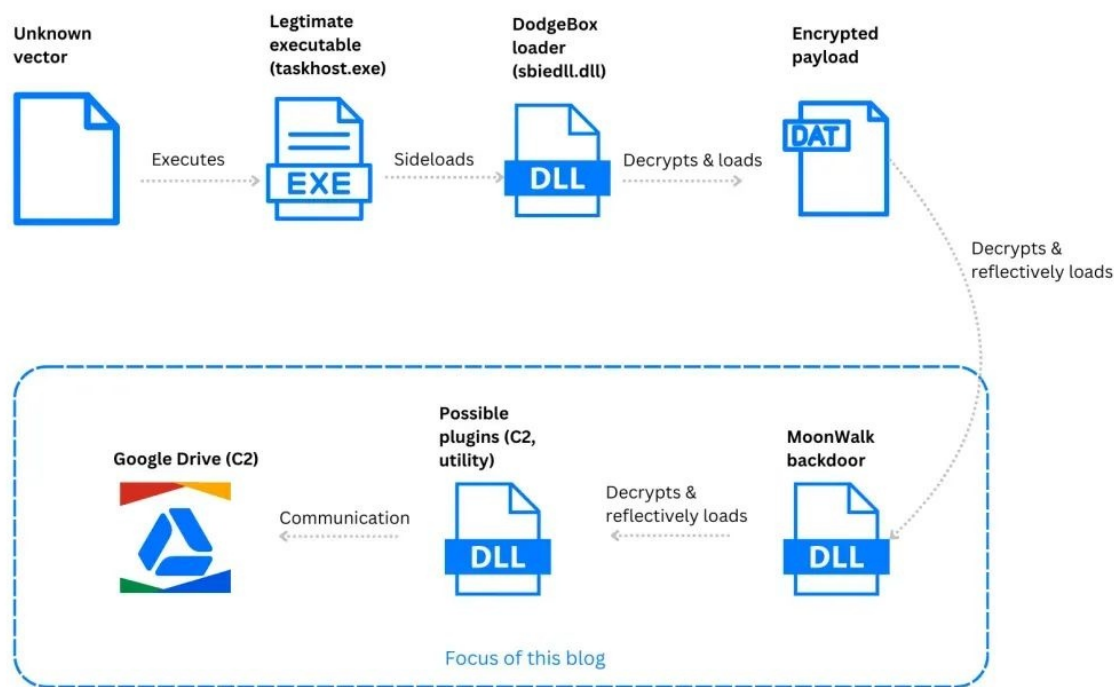 Unknown
vector
Legtimate
executable
(taskhost.exe)
DodgeBox
loader
(sbiedll.dll)
Encrypted
payload
Executes
EXE
Sideloads
DLL
Decrypts & loads
DAT
Decrypts &
reflectively loads
Google Drive (C2)
Possible
plugins (C2,
utility)
MoonWalk
backdoor
Communication
DLL
Decrypts &
reflectively loads
DLL
Focus of this blog